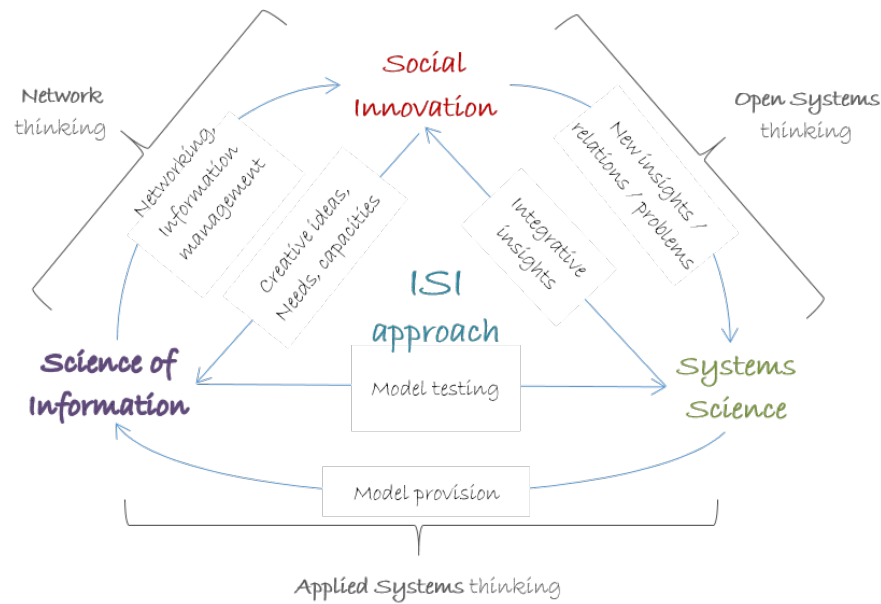 Social
Innovation
Network
thinking
Open Systems
thinking
Networking,
Information
management
New insights /
relations / problems
Creative ideas,
Needs, capacities
Integrative
insights
ISI
approach
Science of
Information
Model testing
Systems
Science
Model provision
Applied Systems thinking